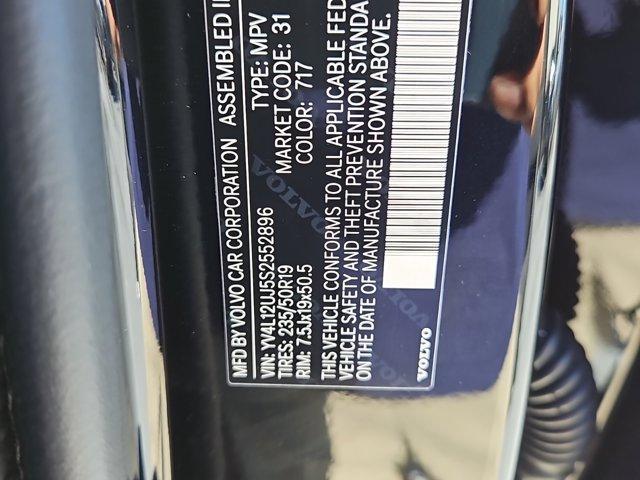 MFD BY VOLVO CAR CORPORATION ASSEMBLED
VIN: YV4L12UJ5S2552896 TYPE: MPV
TIRES: 235/50R19 MARKET CODE: 31
RIM: 7.5Jx19x50.5 COLOR: 717
THIS VEHICLE CONFORMS TO ALL APPLICABLE FED
VEHICLE SAFETY AND THEFT PREVENTION STANDA
ON THE DATE OF MANUFACTURE SHOWN ABOVE.
VOLVO
VOLVO
VOLVO